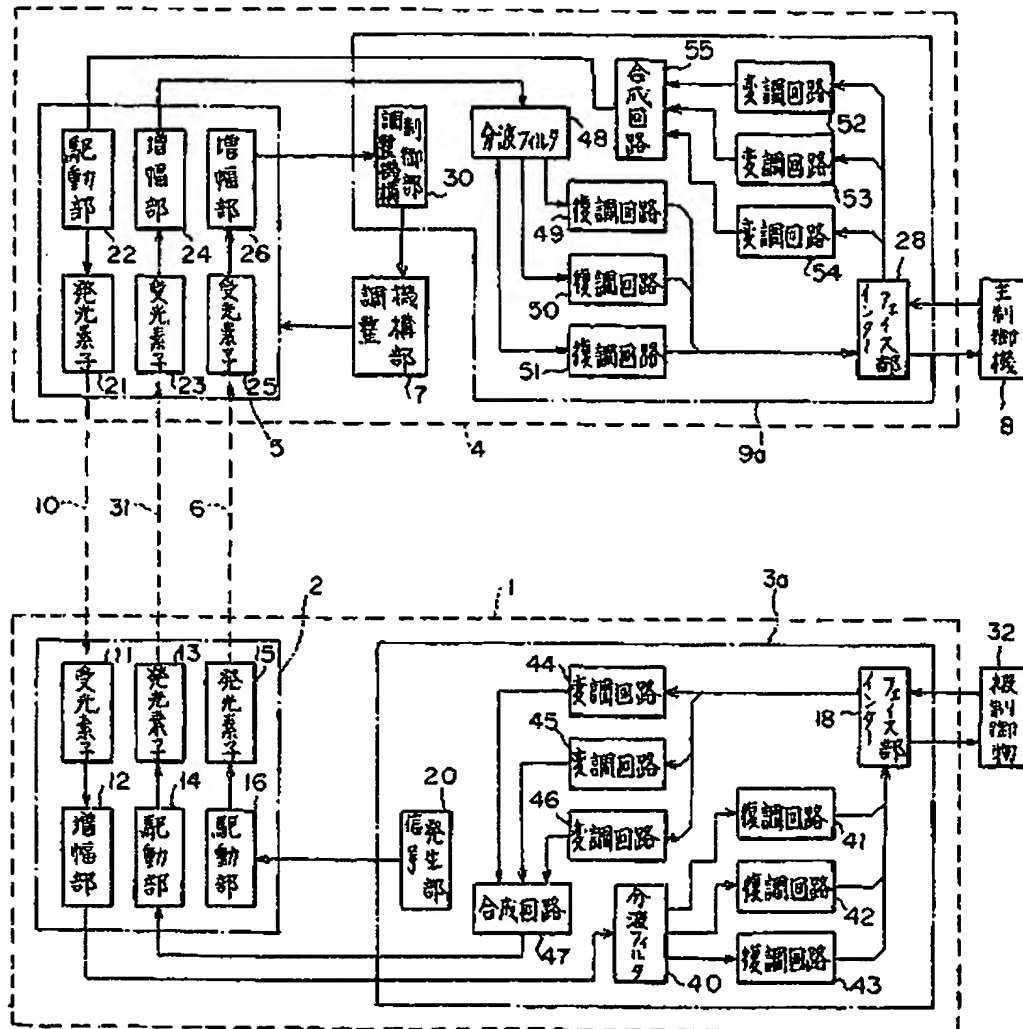 55
合成回路
変調回路
52
変調回路
53
変調回路
54
分波フィルタ
48
復調回路
49
復調回路
50
復調回路
51
28
インター
フェイス部
主制御機
8
9a
調整機構
制御部
30
調整
機構部
7
駆動部
22
増幅部
24
増幅部
26
発光素子
21
受光素子
23
受光素子
25
5
4
10
31
6
2
1
3a
11
受光素子
13
発光素子
15
発光素子
12
増幅部
14
駆動部
16
駆動部
20
信号
発生部
44
変調回路
45
変調回路
46
変調回路
合成回路
47
分波フィルタ
40
復調回路
41
復調回路
42
復調回路
43
18
インター
フェイス部
32
被制御物